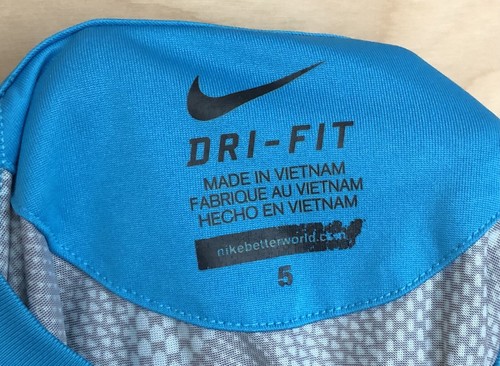 DRI-FIT
MADE IN VIETNAM
FABRIQUE AU VIETNAM
HECHO EN VIETNAM
nikebetterworld.com
5